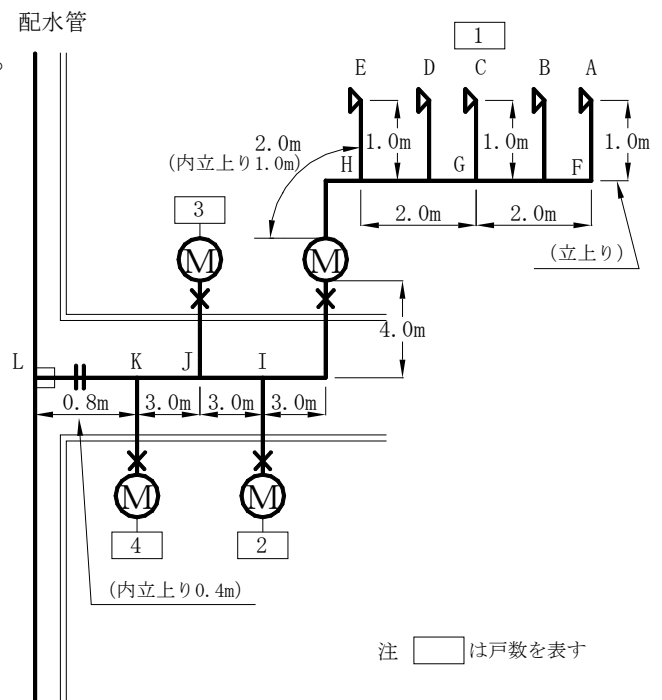 配水管
。
1
E D C B A
2.0m
(内立上り1.0m)
1.0m 1.0m 1.0m
H G F
3
2.0m 2.0m
(立上り)
M M
4.0m
L K J I
0.8m 3.0m 3.0m 3.0m
M M
4 2
(内立上り0.4m)
注 は戸数を表す